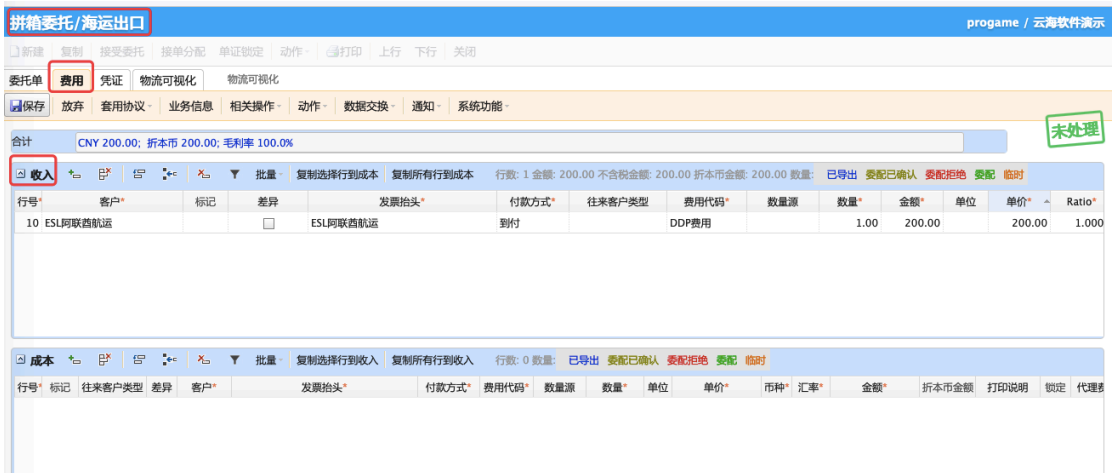 拼箱委托/海运出口 progame / 云海软件演示
新建 复制 接受委托 接单分配 单证锁定 动作 打印 上行 下行 关闭
委托单 费用 凭证 物流可视化 物流可视化
保存 放弃 套用协议 业务信息 相关操作 动作 数据交换 通知 系统功能
未处理
合计 CNY 200.00; 折本币 200.00; 毛利率 100.0%
收入 批量 复制选择行到成本 复制所有行到成本 行数: 1 金额: 200.00 不含税金额: 200.00 折本币金额: 200.00 数量: 已导出 委配已确认 委配拒绝 委配 临时
行号* 客户* 标记 差异 发票抬头* 付款方式* 往来客户类型 费用代码* 数量源 数量* 金额* 单位 单价* Ratio*
10 ESL阿联酋航运 ESL阿联酋航运 到付 DDP费用 1.00 200.00 200.00 1.000
成本 批量 复制选择行到收入 复制所有行到收入 行数: 0 数量: 已导出 委配已确认 委配拒绝 委配 临时
行号* 标记 往来客户类型 差异 客户* 发票抬头* 付款方式* 费用代码* 数量源 数量* 单位 单价* 币种* 汇率* 金额* 折本币金额 打印说明 锁定 代理费